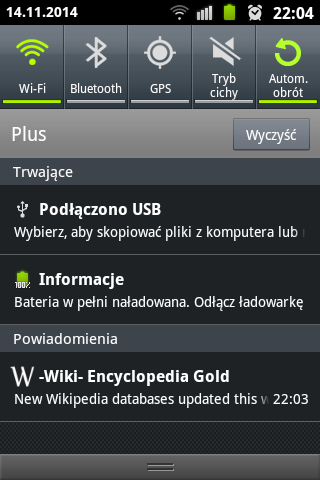 14.11.2014 22:04
Wi-Fi Bluetooth GPS Tryb cichy Autom. obrót
Plus Wyczyść
Trwające
Podłączono USB
Wybierz, aby skopiować pliki z komputera lub
100%
Informacje
Bateria w pełni naładowana. Odłącz ładowarkę
Powiadomienia
W -Wiki- Encyclopedia Gold
New Wikipedia databases updated this 22:03